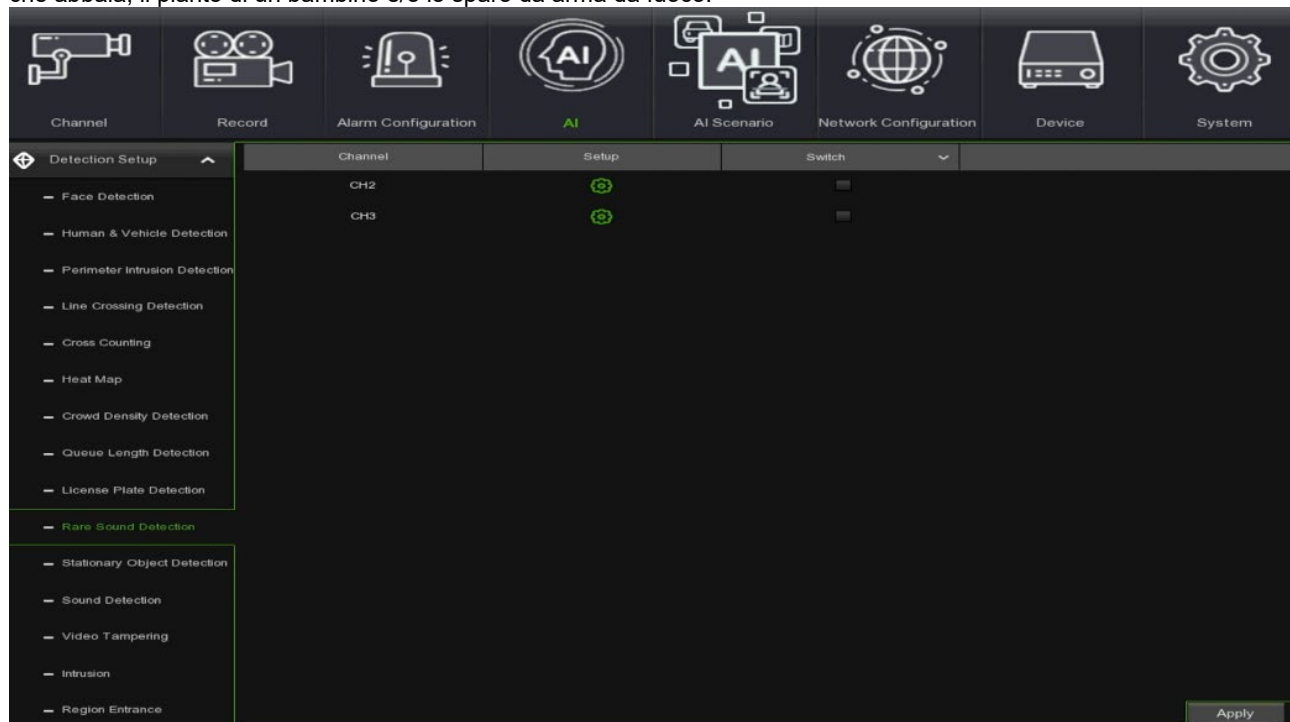 che abbaia, il pianto di un bambino e/o lo sparo da arma da fuoco.
Channel Record Alarm Configuration AI AI Scenario Network Configuration Device System
Detection Setup
Channel Setup Switch
CH2
CH3
Face Detection
Human & Vehicle Detection
Perimeter Intrusion Detection
Line Crossing Detection
Cross Counting
Heat Map
Crowd Density Detection
Queue Length Detection
License Plate Detection
Rare Sound Detection
Stationary Object Detection
Sound Detection
Video Tampering
Intrusion
Region Entrance
Apply